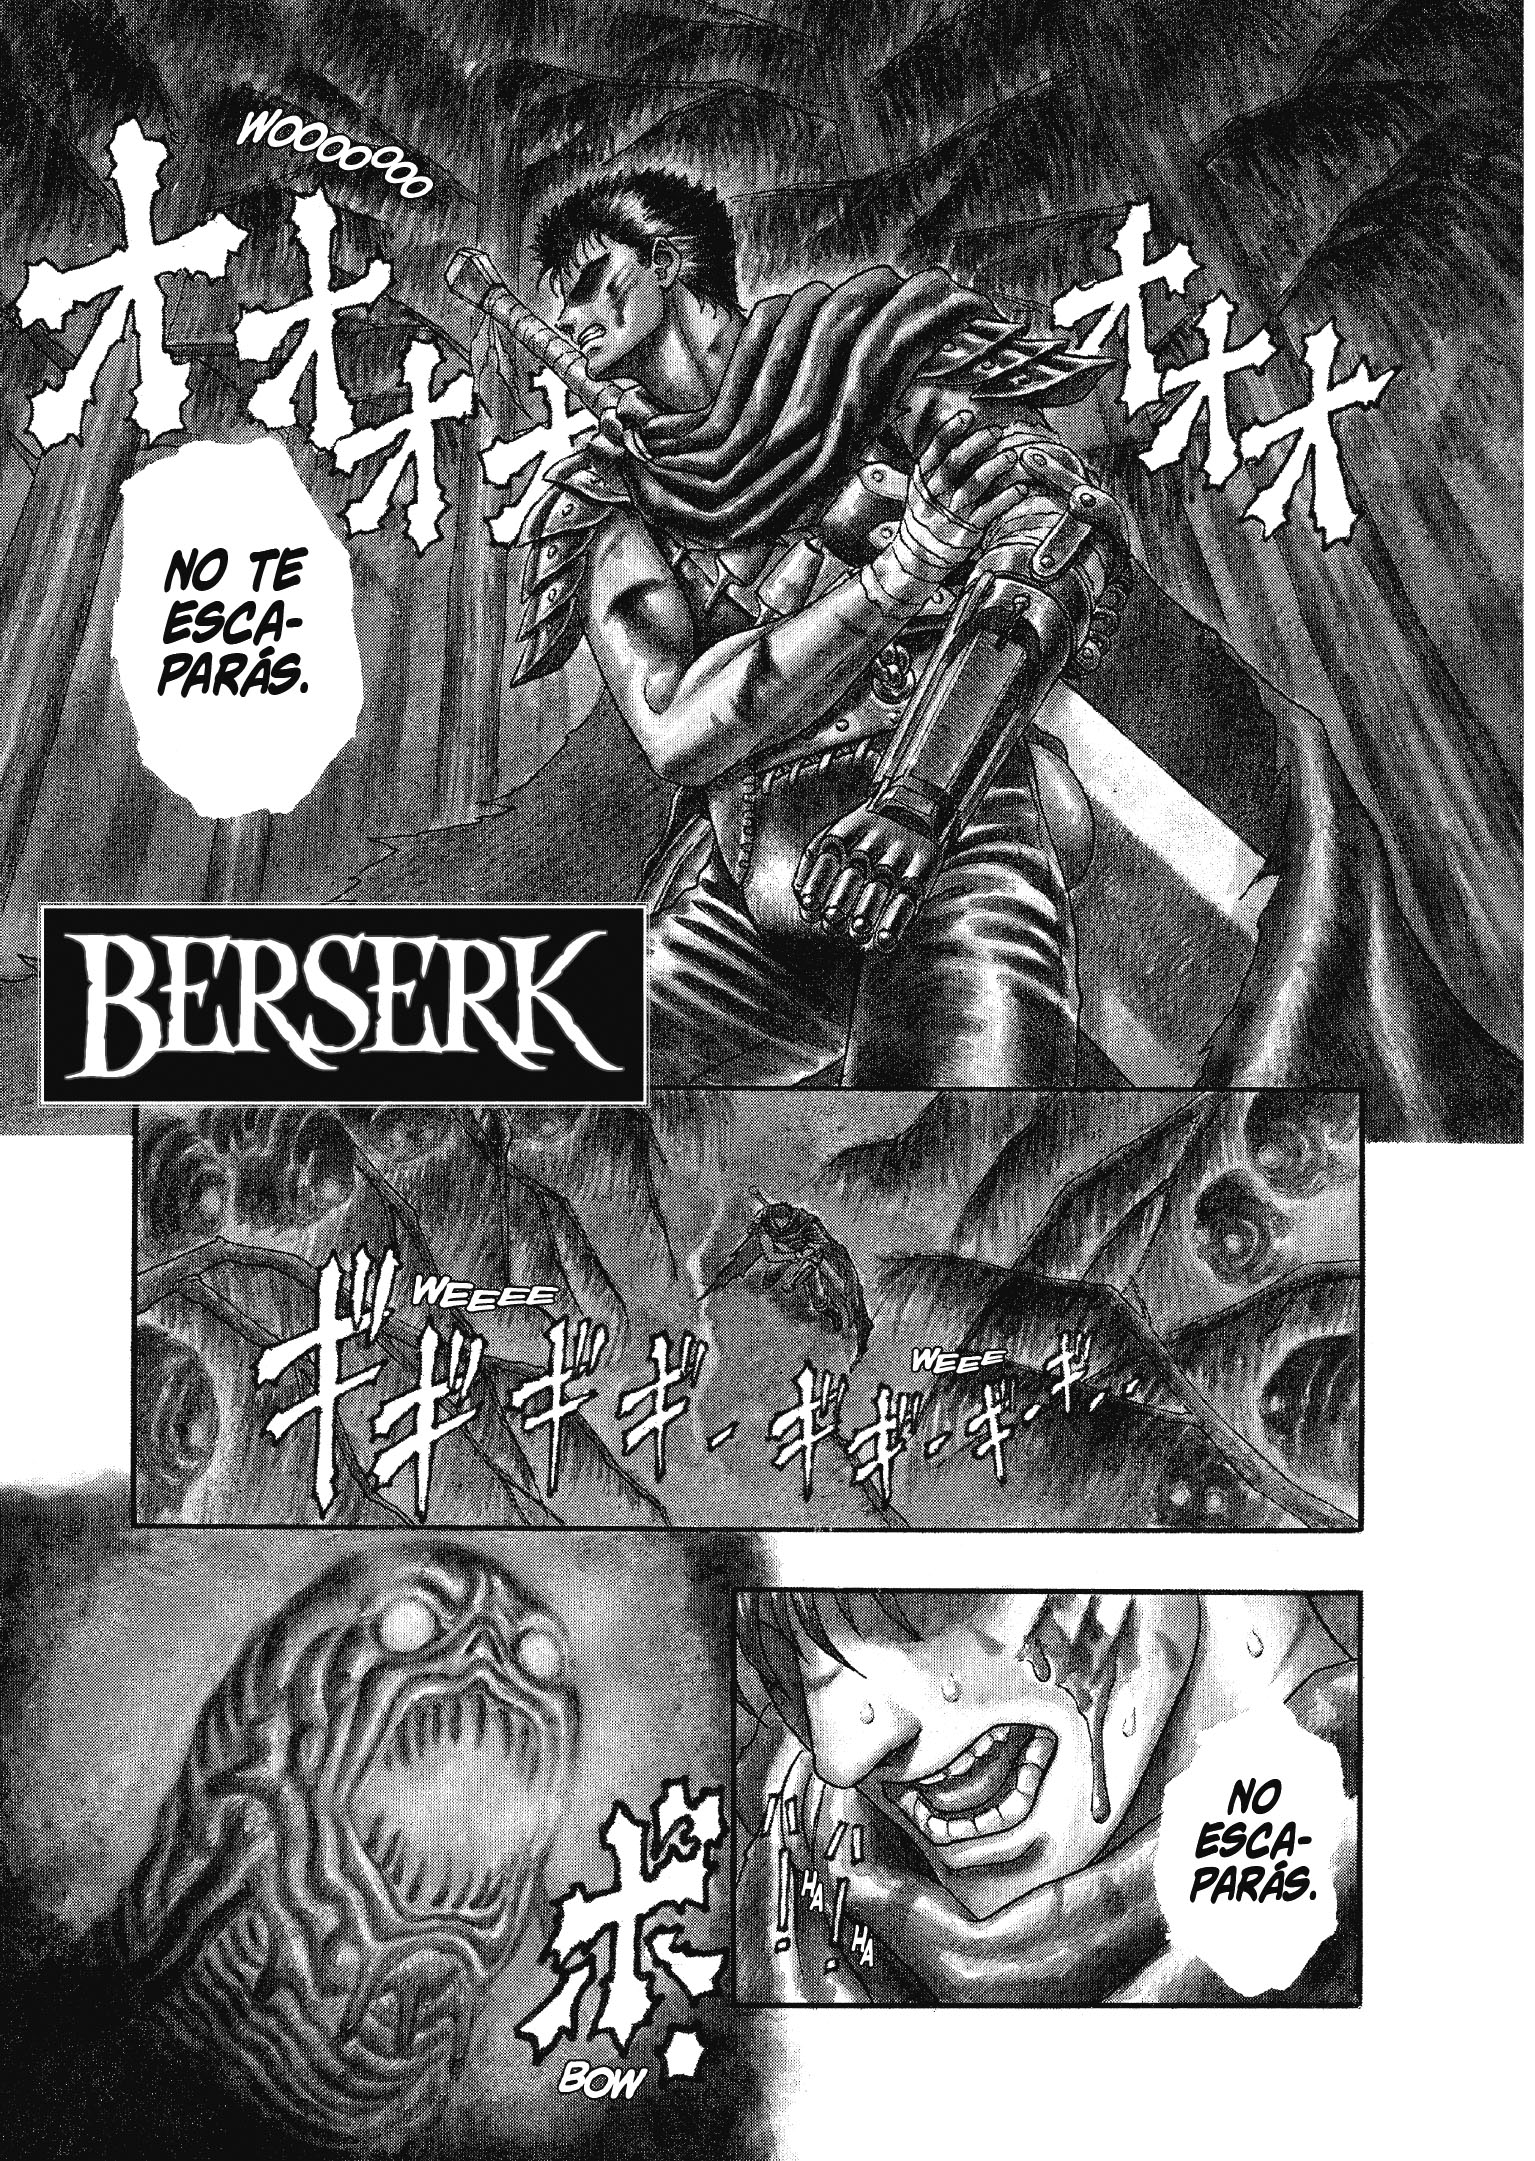 WOOOOOOO
オオオオ
オオオ
NO TE
ESCA-
PARÁS.
BERSERK
WEEEE
ギギギギ-
WEEE
ギギ-ギ-ギ--
NO
ESCA-
PARÁS.
HA
HA
ボ
BOW